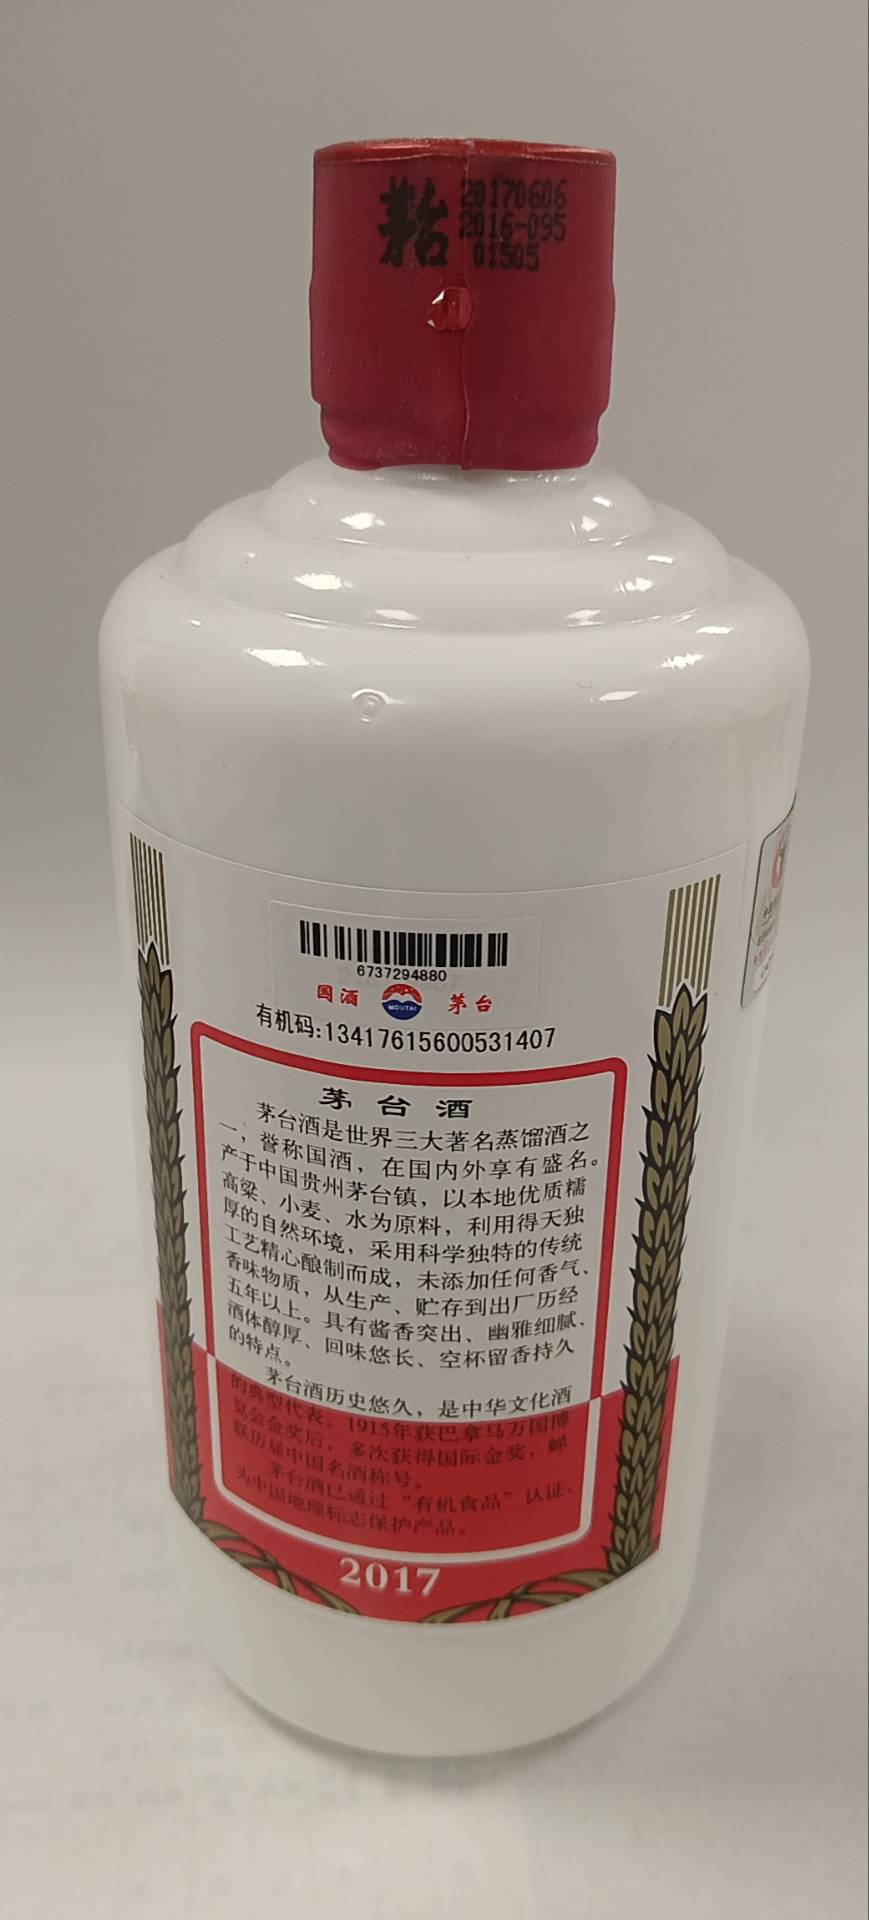 茅台
20170606
2016-095
01505
6737294880
国酒
MOUTAI
茅台
有机码:13417615600531407
茅台酒
茅台酒是世界三大著名蒸馏酒之
一，誉称国酒，在国内外享有盛名。
产于中国贵州茅台镇，以本地优质糯
高粱、小麦、水为原料，利用得天独
厚的自然环境，采用科学独特的传统
工艺精心酿制而成，未添加任何香气、
香味物质，从生产、贮存到出厂历经
五年以上。具有酱香突出、幽雅细腻、
酒体醇厚、回味悠长、空杯留香持久
的特点。
茅台酒历史悠久，是中华文化酒
的典型代表。1915年获巴拿马万国博
览会金奖后，多次获得国际金奖，蝉
联历届中国名酒称号。
茅台酒已通过“有机食品”认证、
为中国地理标志保护产品。
2017